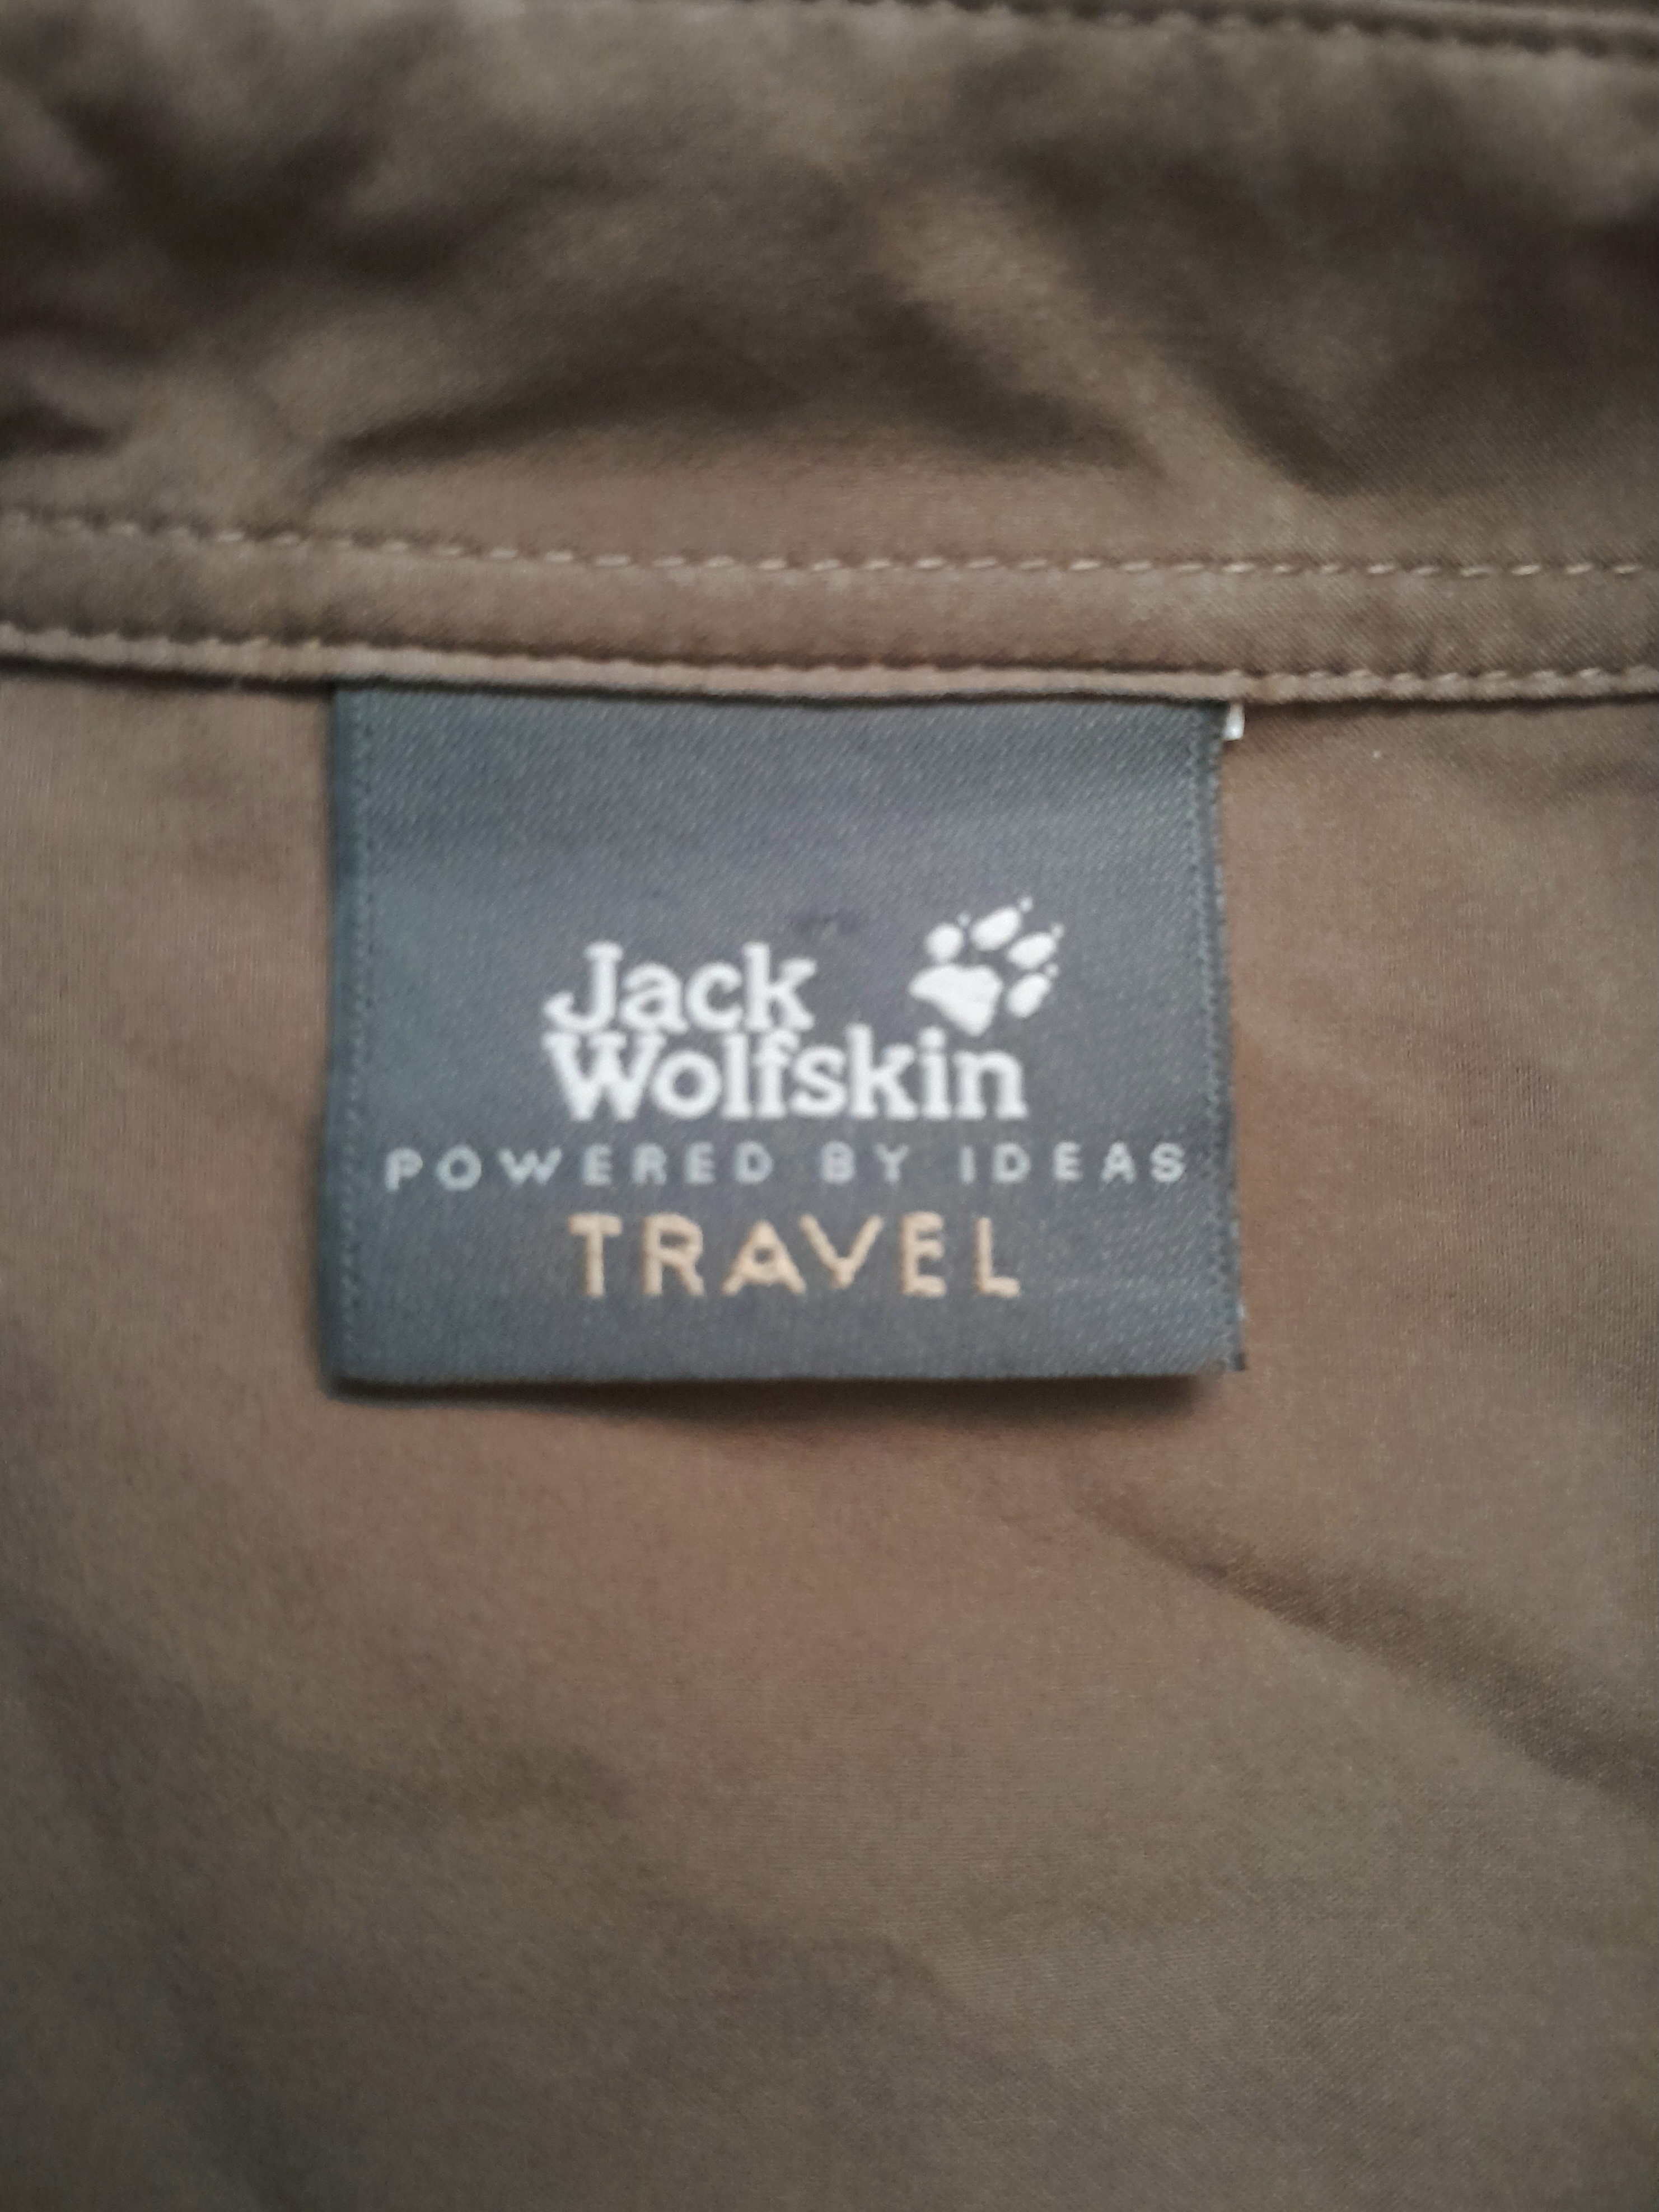 Jack
Wolfskin
POWERED BY IDEAS
TRAVEL